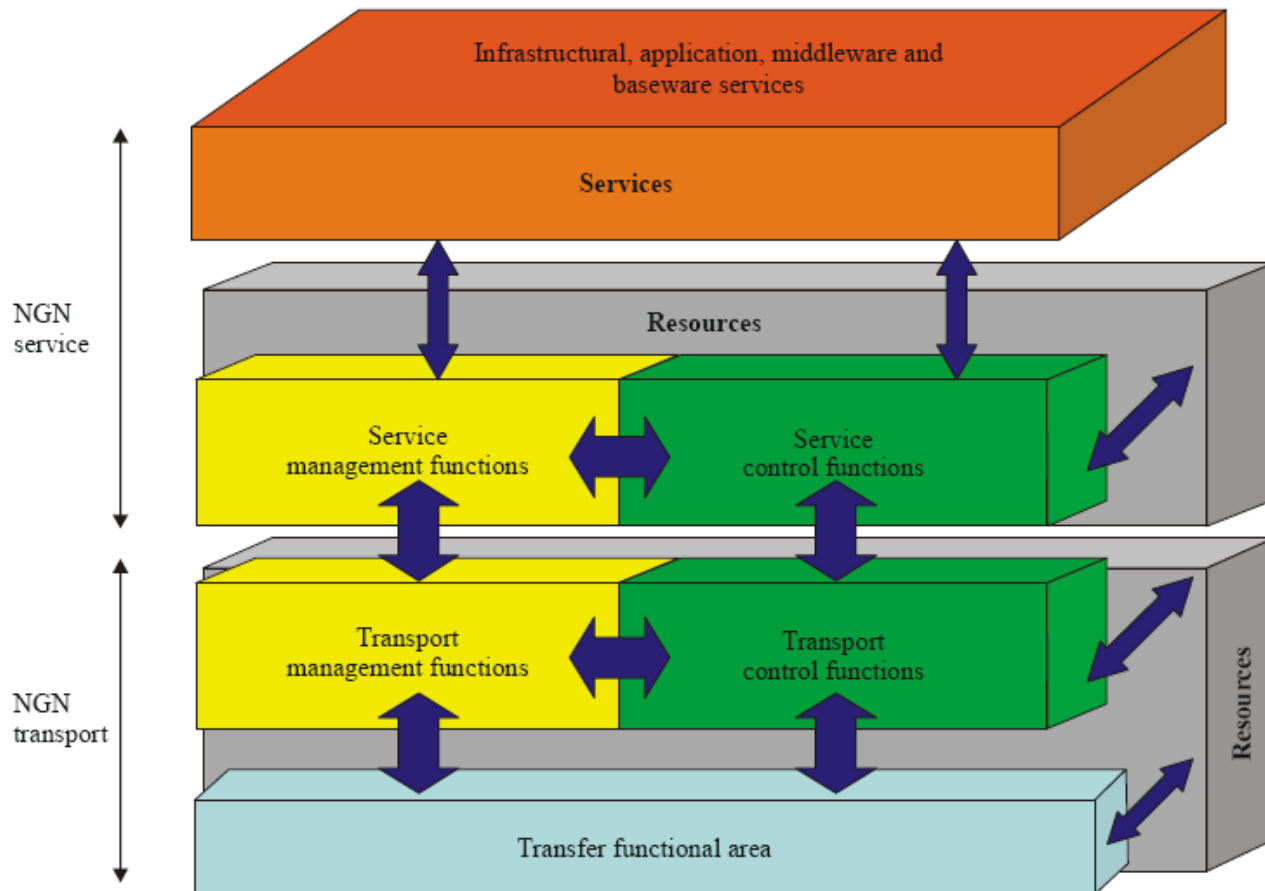 Infrastructural, application, middleware and
baseware services
Services
NGN
service
Resources
Service
management functions
Service
control functions
Transport
management functions
Transport
control functions
NGN
transport
Resources
Transfer functional area